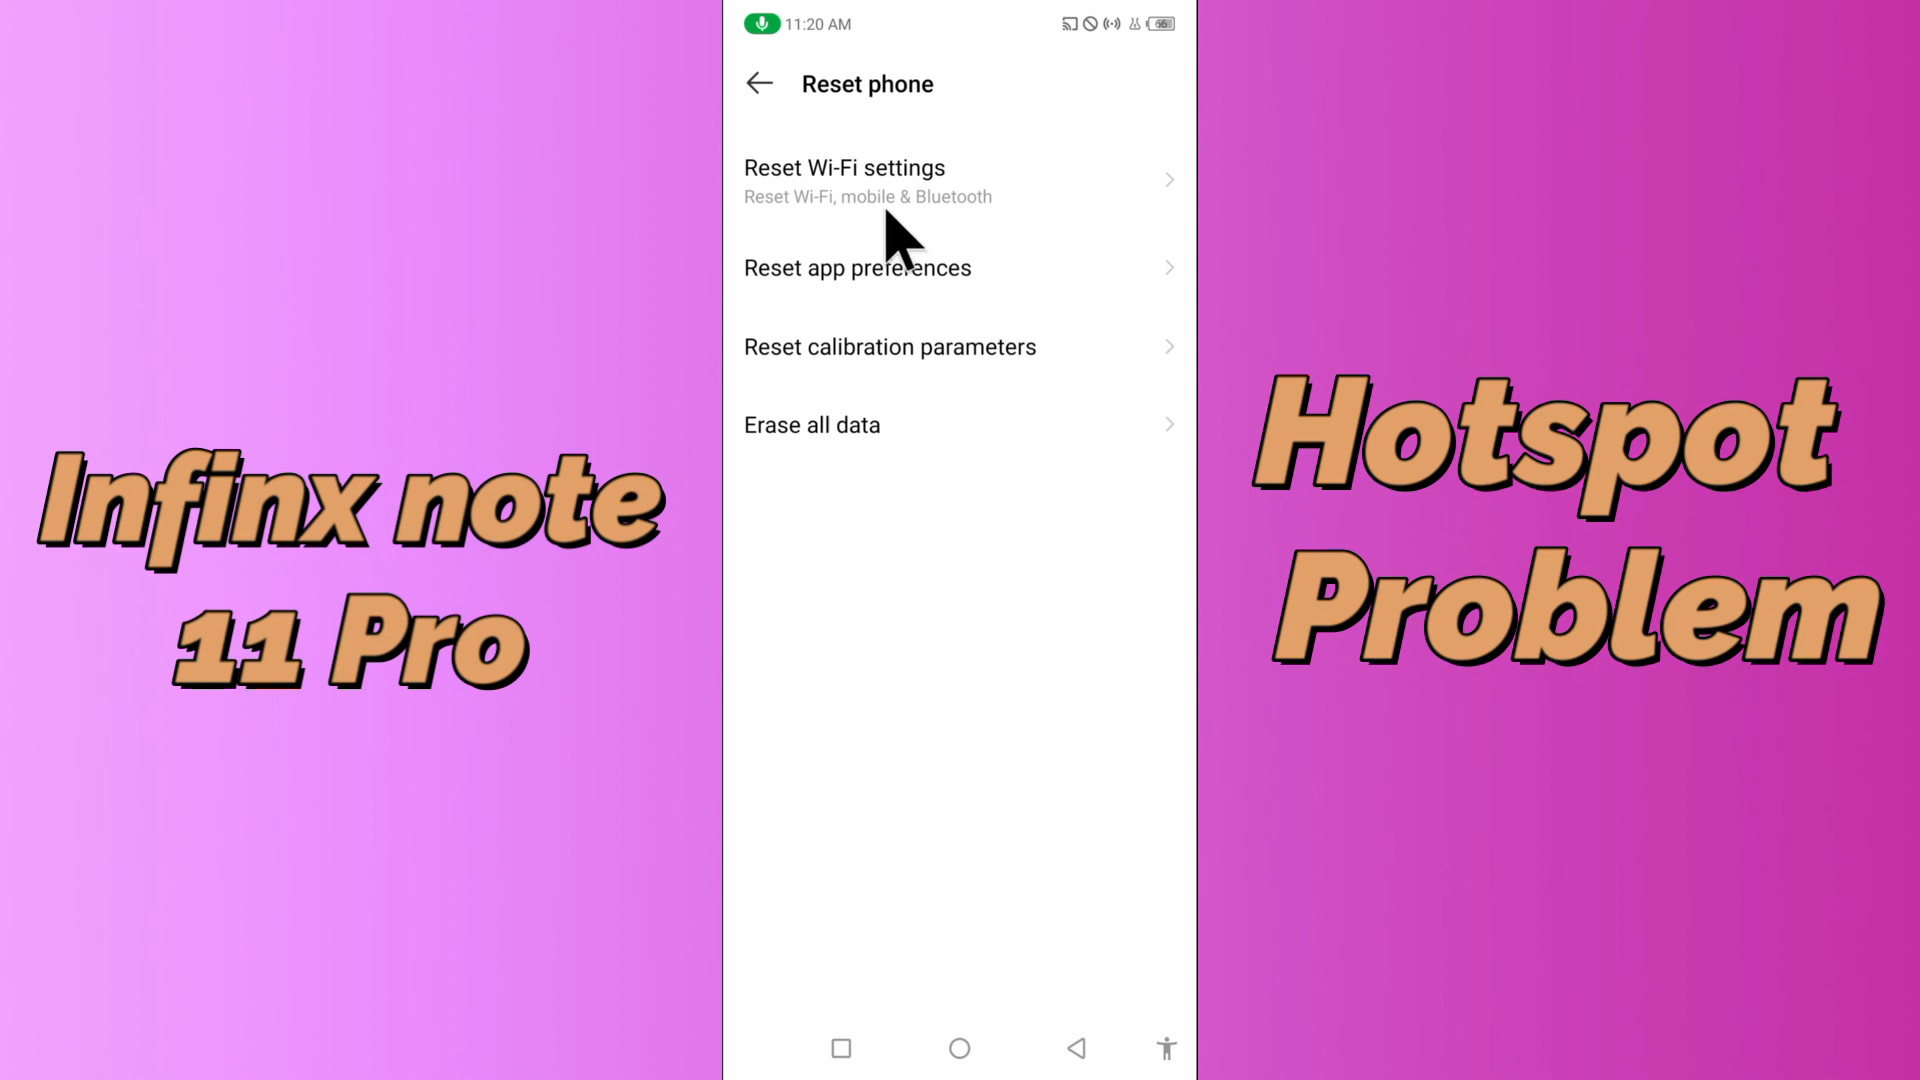 11:20 AM
66
Reset phone
Reset Wi-Fi settings
Reset Wi-Fi, mobile & Bluetooth
Reset app preferences
Reset calibration parameters
Erase all data
Infinx note
11 Pro
Hotspot
Problem